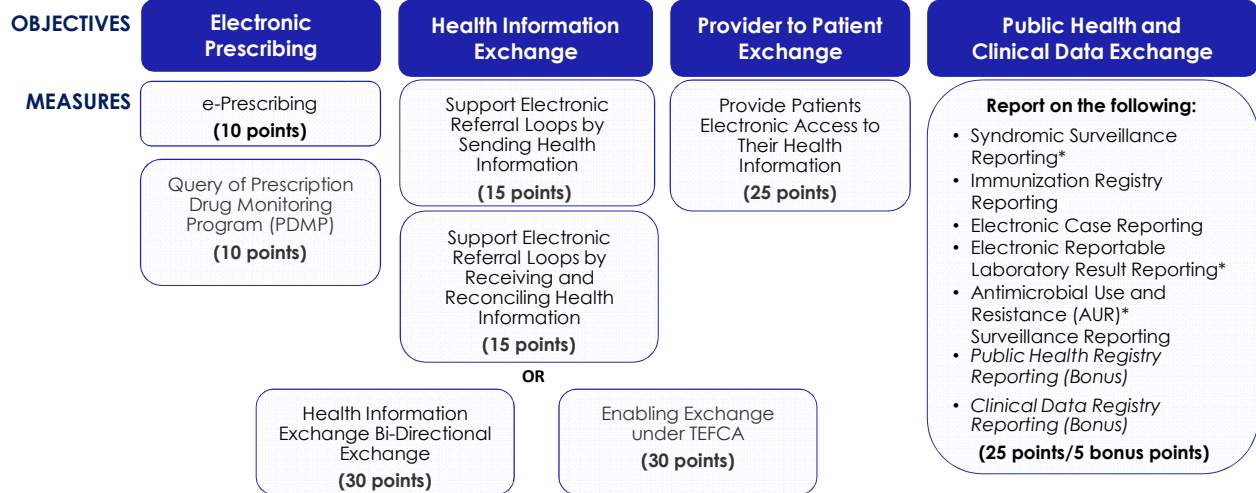 OBJECTIVES
Electronic
Prescribing
Health Information
Exchange
Provider to Patient
Exchange
Public Health and
Clinical Data Exchange
MEASURES
e-Prescribing
(10 points)
Query of Prescription
Drug Monitoring
Program (PDMP)
(10 points)
Support Electronic
Referral Loops by
Sending Health
Information
(15 points)
Support Electronic
Referral Loops by
Receiving and
Reconciling Health
Information
(15 points)
OR
Health Information
Exchange Bi-Directional
Exchange
(30 points)
Enabling Exchange
under TEFCA
(30 points)
Provide Patients
Electronic Access to
Their Health
Information
(25 points)
Report on the following:
• Syndromic Surveillance
Reporting*
• Immunization Registry
Reporting
• Electronic Case Reporting
• Electronic Reportable
Laboratory Result Reporting*
• Antimicrobial Use and
Resistance (AUR)*
Surveillance Reporting
• Public Health Registry
Reporting (Bonus)
• Clinical Data Registry
Reporting (Bonus)
(25 points/5 bonus points)